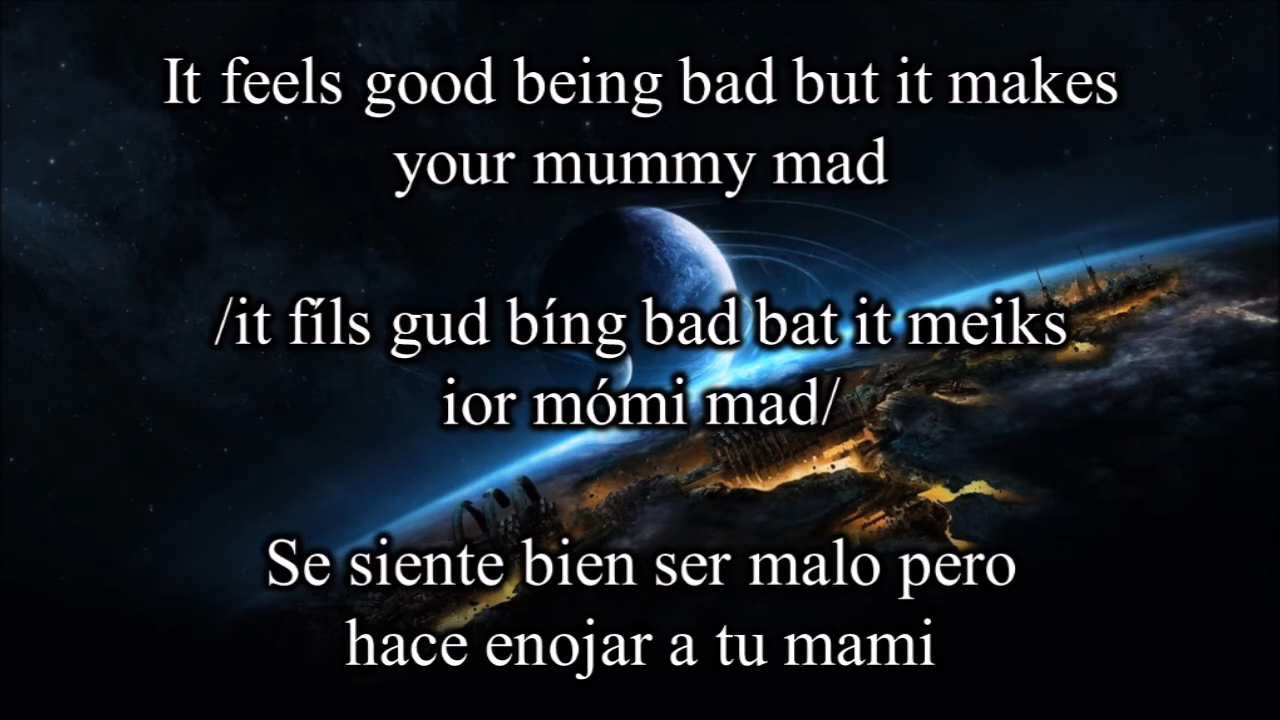 It feels good being bad but it makes
your mummy mad
/it fíls gud bíng bad bat it meiks
ior mómi mad/
Se siente bien ser malo pero
hace enojar a tu mami